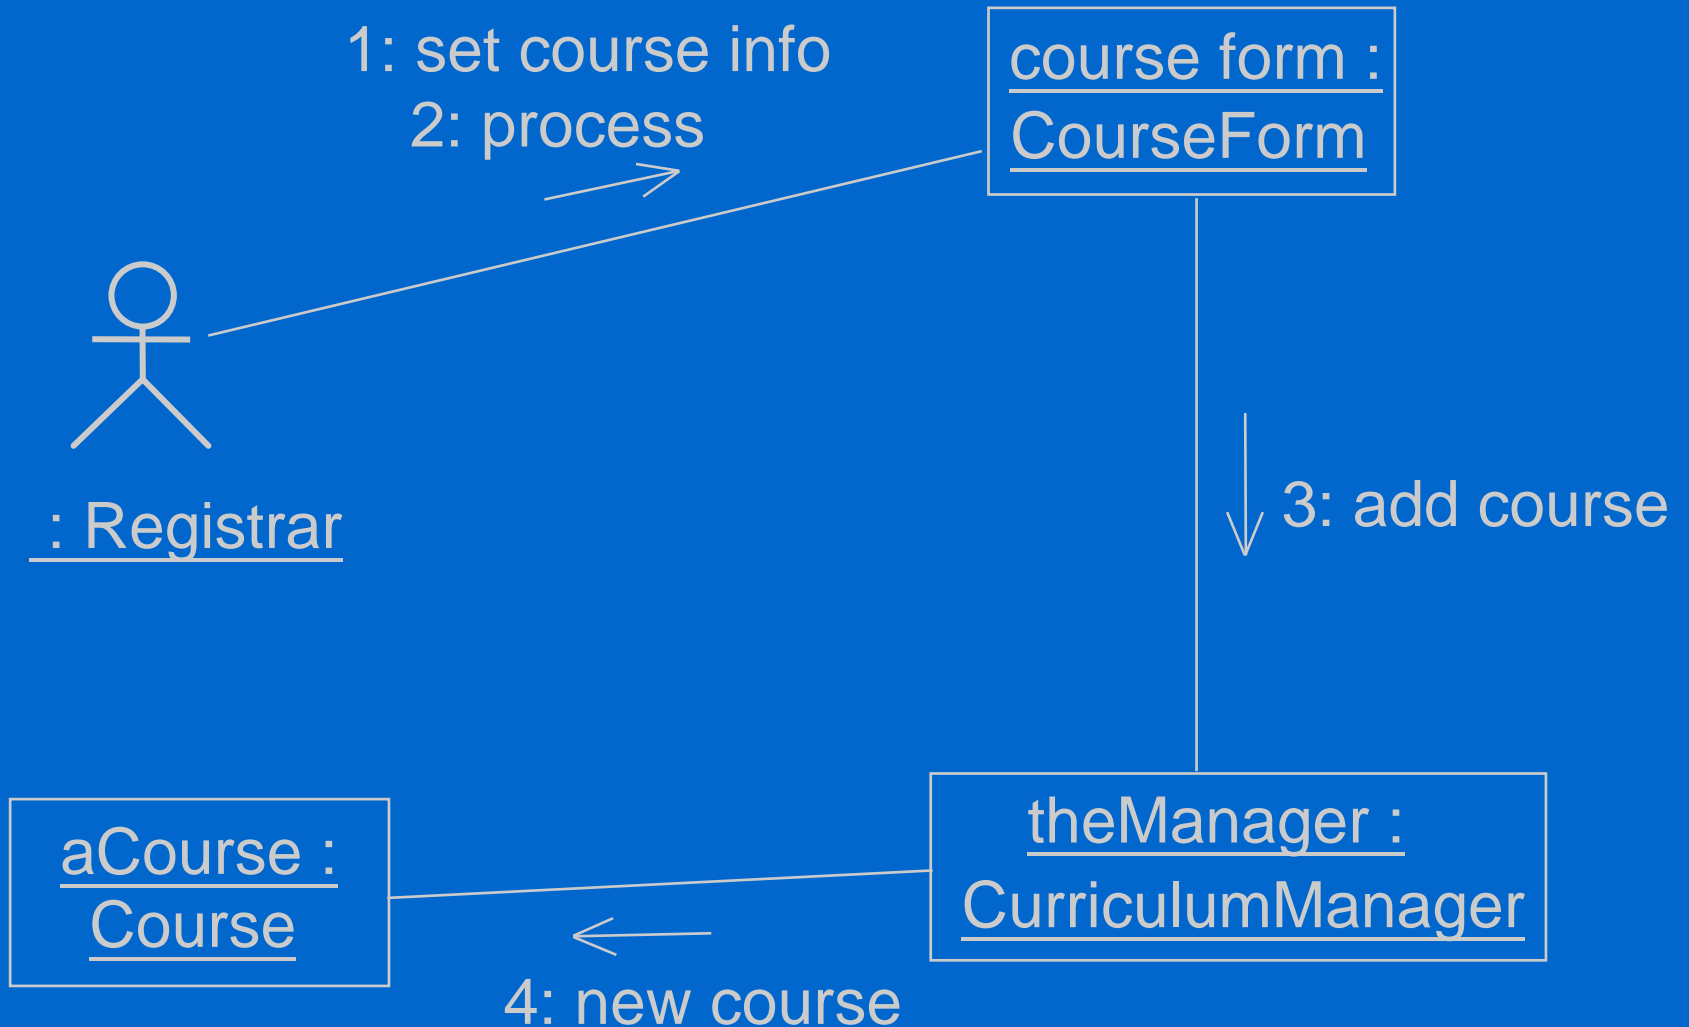 1: set course info
2: process
course form :
CourseForm
: Registrar
3: add course
theManager :
CurriculumManager
aCourse :
Course
4: new course